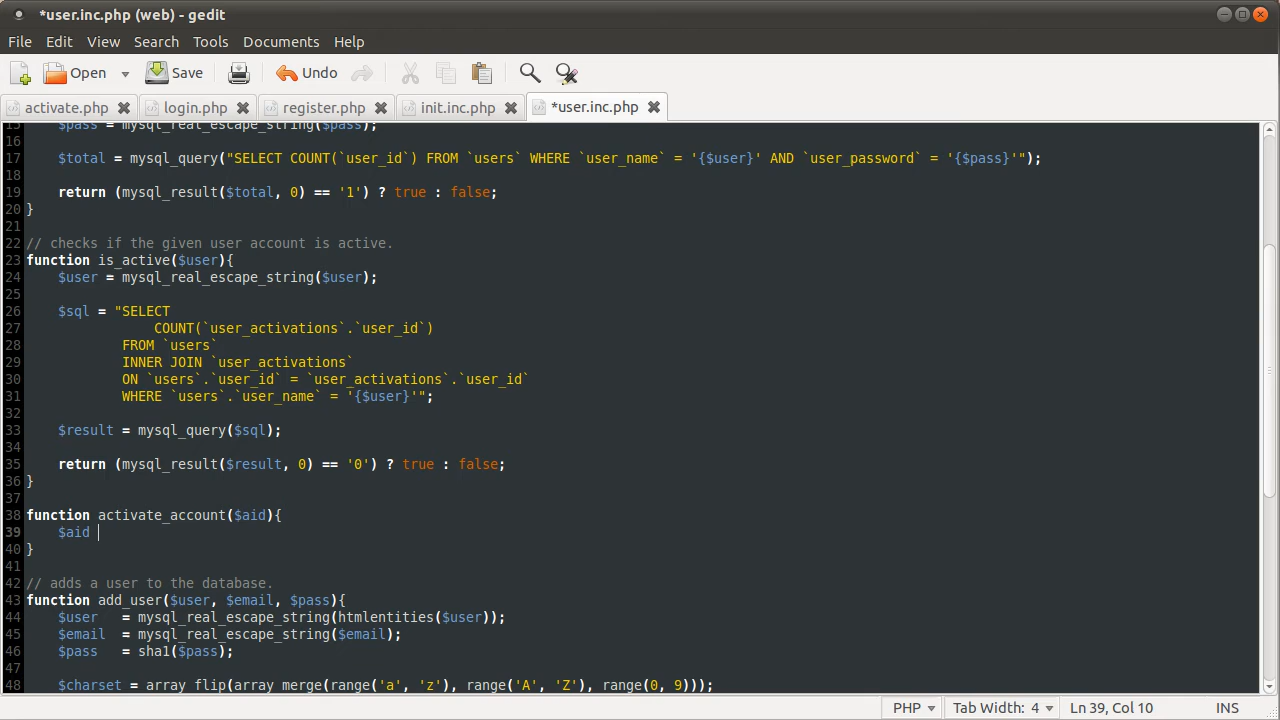 *user.inc.php (web) - gedit
File Edit View Search Tools Documents Help
Open Save Undo
activate.php login.php register.php init.inc.php *user.inc.php
15 $pass = mysql_real_escape_string($pass);
16
17 $total = mysql_query("SELECT COUNT(`user_id`) FROM `users` WHERE `user_name` = '{$user}' AND `user_password` = '{$pass}'");
18
19 return (mysql_result($total, 0) == '1') ? true : false;
20 }
21
22 // checks if the given user account is active.
23 function is_active($user){
24 $user = mysql_real_escape_string($user);
25
26 $sql = "SELECT
27 COUNT(`user_activations`.`user_id`)
28 FROM `users`
29 INNER JOIN `user_activations`
30 ON `users`.`user_id` = `user_activations`.`user_id`
31 WHERE `users`.`user_name` = '{$user}'";
32
33 $result = mysql_query($sql);
34
35 return (mysql_result($result, 0) == '0') ? true : false;
36 }
37
38 function activate_account($aid){
39 $aid
40 }
41
42 // adds a user to the database.
43 function add_user($user, $email, $pass){
44 $user = mysql_real_escape_string(htmlentities($user));
45 $email = mysql_real_escape_string($email);
46 $pass = sha1($pass);
47
48 $charset = array_flip(array_merge(range('a', 'z'), range('A', 'Z'), range(0, 9)));
PHP Tab Width: 4 Ln 39, Col 10 INS